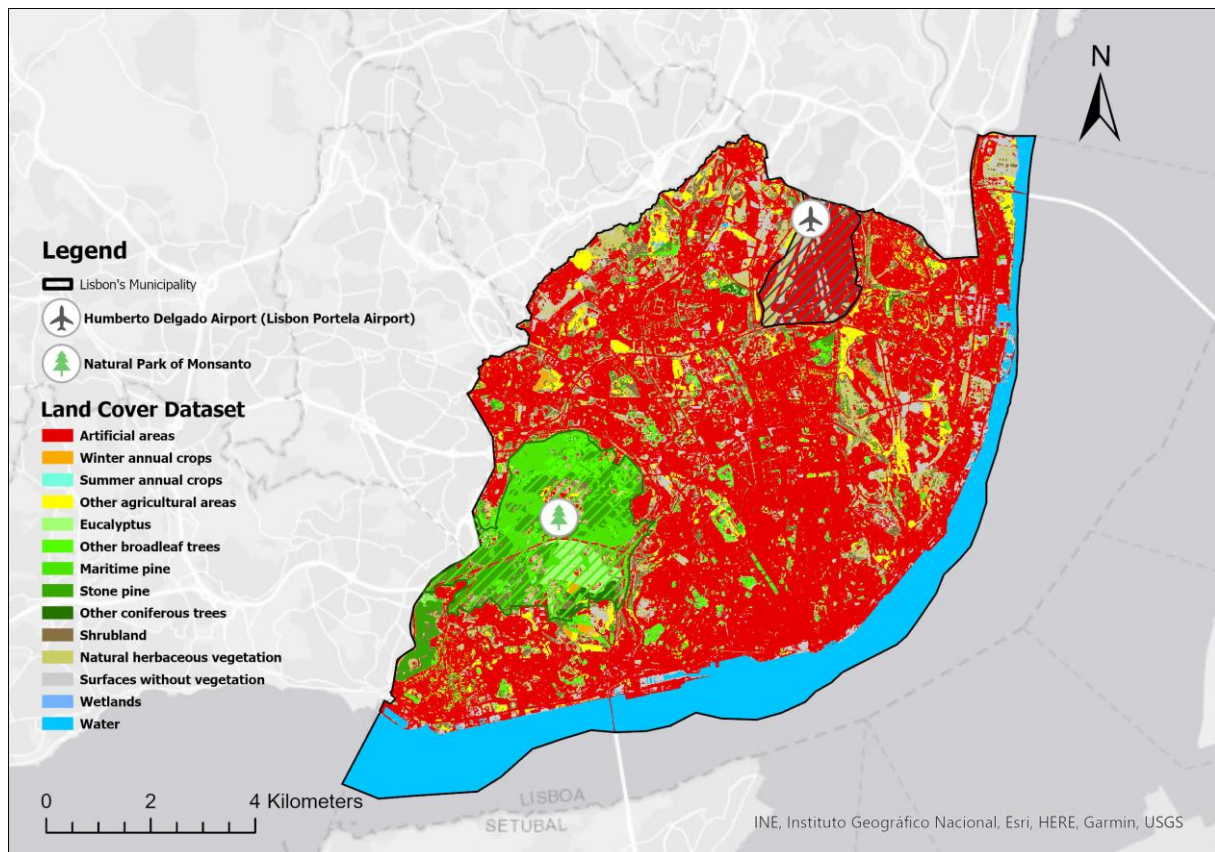 N
Legend
Lisbon's Municipality
Humberto Delgado Airport (Lisbon Portela Airport)
Natural Park of Monsanto
Land Cover Dataset
Artificial areas
Winter annual crops
Summer annual crops
Other agricultural areas
Eucalyptus
Other broadleaf trees
Maritime pine
Stone pine
Other coniferous trees
Shrubland
Natural herbaceous vegetation
Surfaces without vegetation
Wetlands
Water
0 2 4 Kilometers
LISBOA
SETÚBAL
INE, Instituto Geográfico Nacional, Esri, HERE, Garmin, USGS